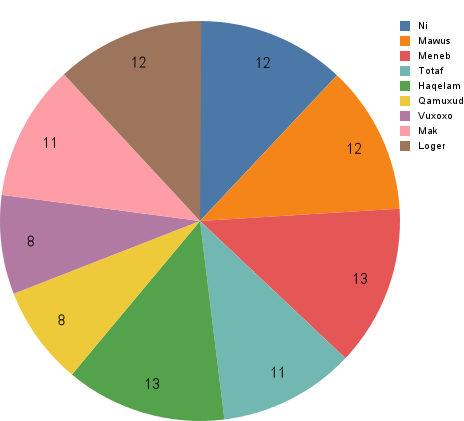 Ni
Mawus
Meneb
Totaf
Haqelam
Qamuxud
Vuxoxo
Mak
Loger
12
12
13
11
13
8
8
11
12